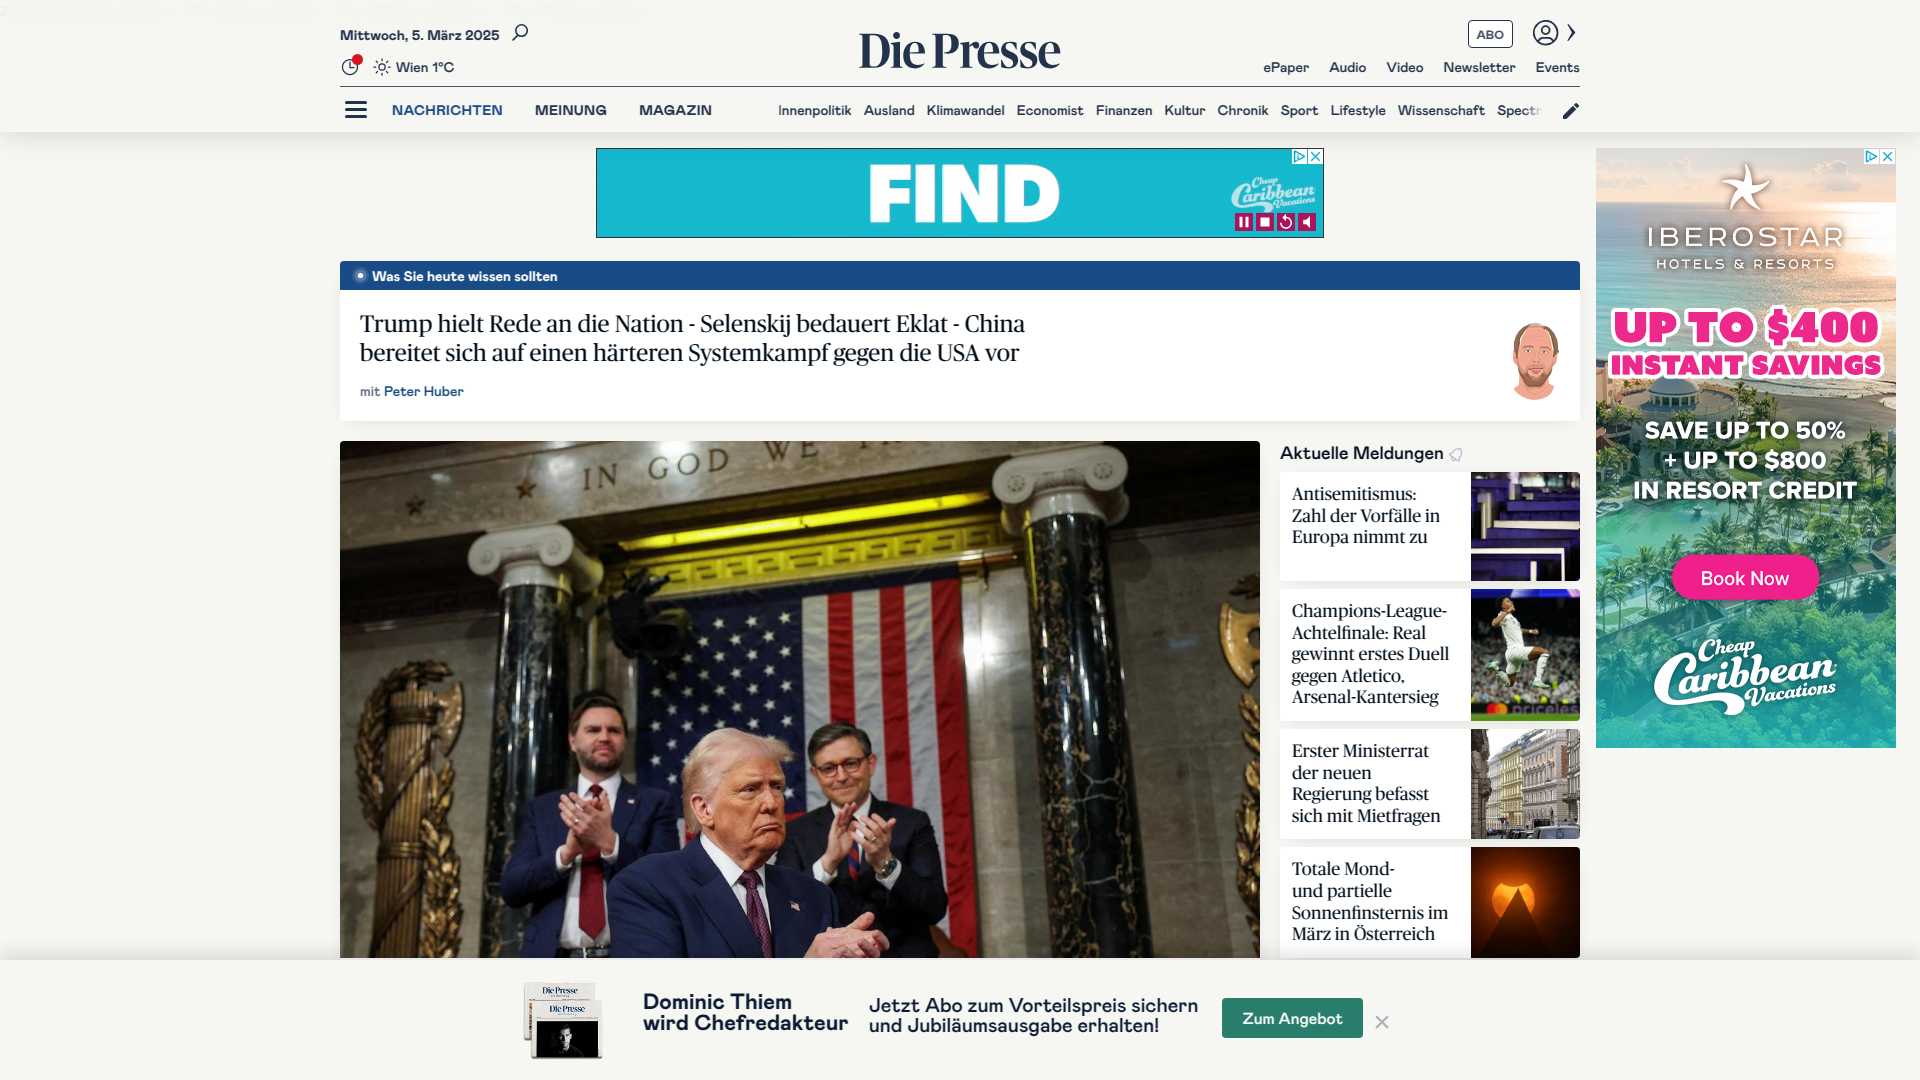 Mittwoch, 5. März 2025
Die Presse
ABO
Wien 1°C
ePaper Audio Video Newsletter Events
NACHRICHTEN MEINUNG MAGAZIN Innenpolitik Ausland Klimawandel Economist Finanzen Kultur Chronik Sport Lifestyle Wissenschaft Spectr
FIND
Cheap
Caribbean
Vacations
Was Sie heute wissen sollten
Trump hielt Rede an die Nation - Selenskij bedauert Eklat - China
bereitet sich auf einen härteren Systemkampf gegen die USA vor
mit Peter Huber
IN GOD WE
Aktuelle Meldungen
Antisemitismus:
Zahl der Vorfälle in
Europa nimmt zu
Champions-League-
Achtelfinale: Real
gewinnt erstes Duell
gegen Atletico,
Arsenal-Kantersieg
priceless
Erster Ministerrat
der neuen
Regierung befasst
sich mit Mietfragen
Totale Mond-
und partielle
Sonnenfinsternis im
März in Österreich
IBEROSTAR
HOTELS & RESORTS
UP TO $400
INSTANT SAVINGS
SAVE UP TO 50%
+ UP TO $800
IN RESORT CREDIT
Book Now
Cheap
Caribbean
Vacations
Die Presse
Die Presse
Dominic Thiem
wird Chefredakteur
Jetzt Abo zum Vorteilspreis sichern
und Jubiläumsausgabe erhalten!
Zum Angebot